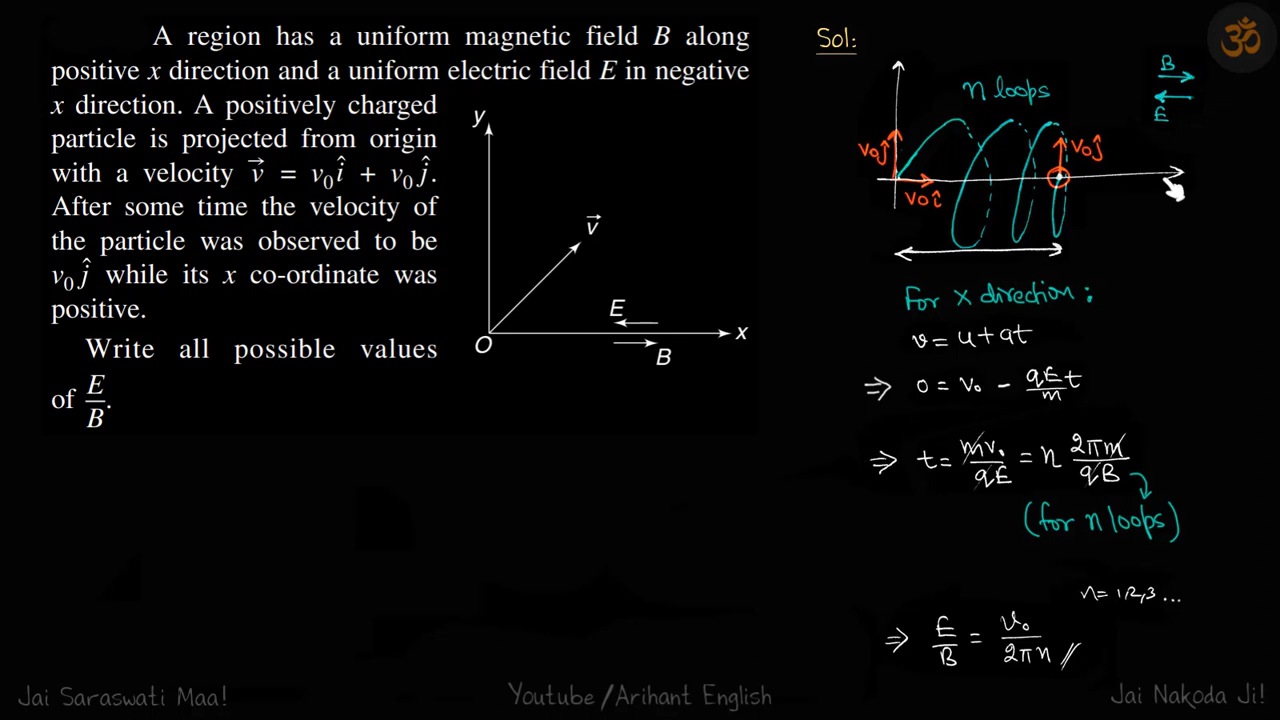 A region has a uniform magnetic field B along
positive x direction and a uniform electric field E in negative
x direction. A positively charged
particle is projected from origin
with a velocity v⃗ = v₀î + v₀ĵ.
After some time the velocity of
the particle was observed to be
v₀ĵ while its x co-ordinate was
positive.
Write all possible values
of E/B.
y
v⃗
E
x
O
B
Sol:
ॐ
n loops
B
E
v₀ĵ
v₀ĵ
v₀î
For x direction:
v = u + at
⇒ 0 = v₀ - qE/m t
⇒ t = mv₀/qE = n 2πm/qB
(for n loops)
n = 1,2,3 ...
⇒ E/B = v₀/2πn //
Jai Saraswati Maa!
Youtube/Arihant English
Jai Nakoda Ji!